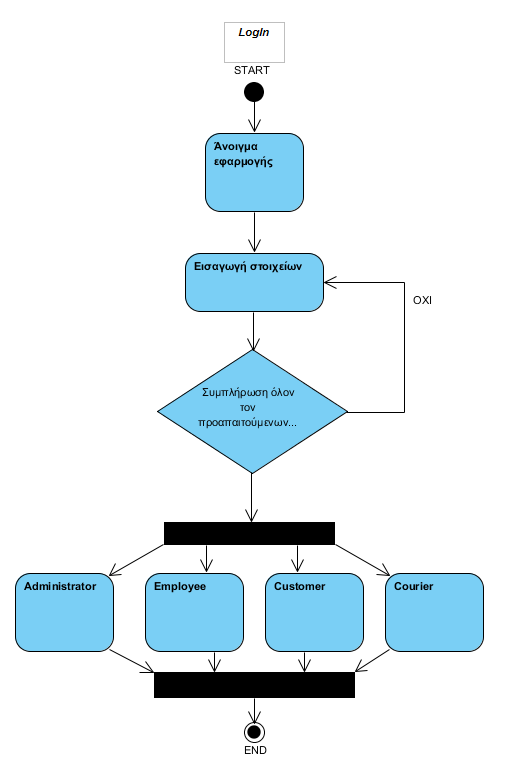 LogIn
START
Άνοιγμα
εφαρμογής
Εισαγωγή στοιχείων
ΟΧΙ
Συμπλήρωση όλον
τον
προαπαιτούμενων...
Administrator
Employee
Customer
Courier
END